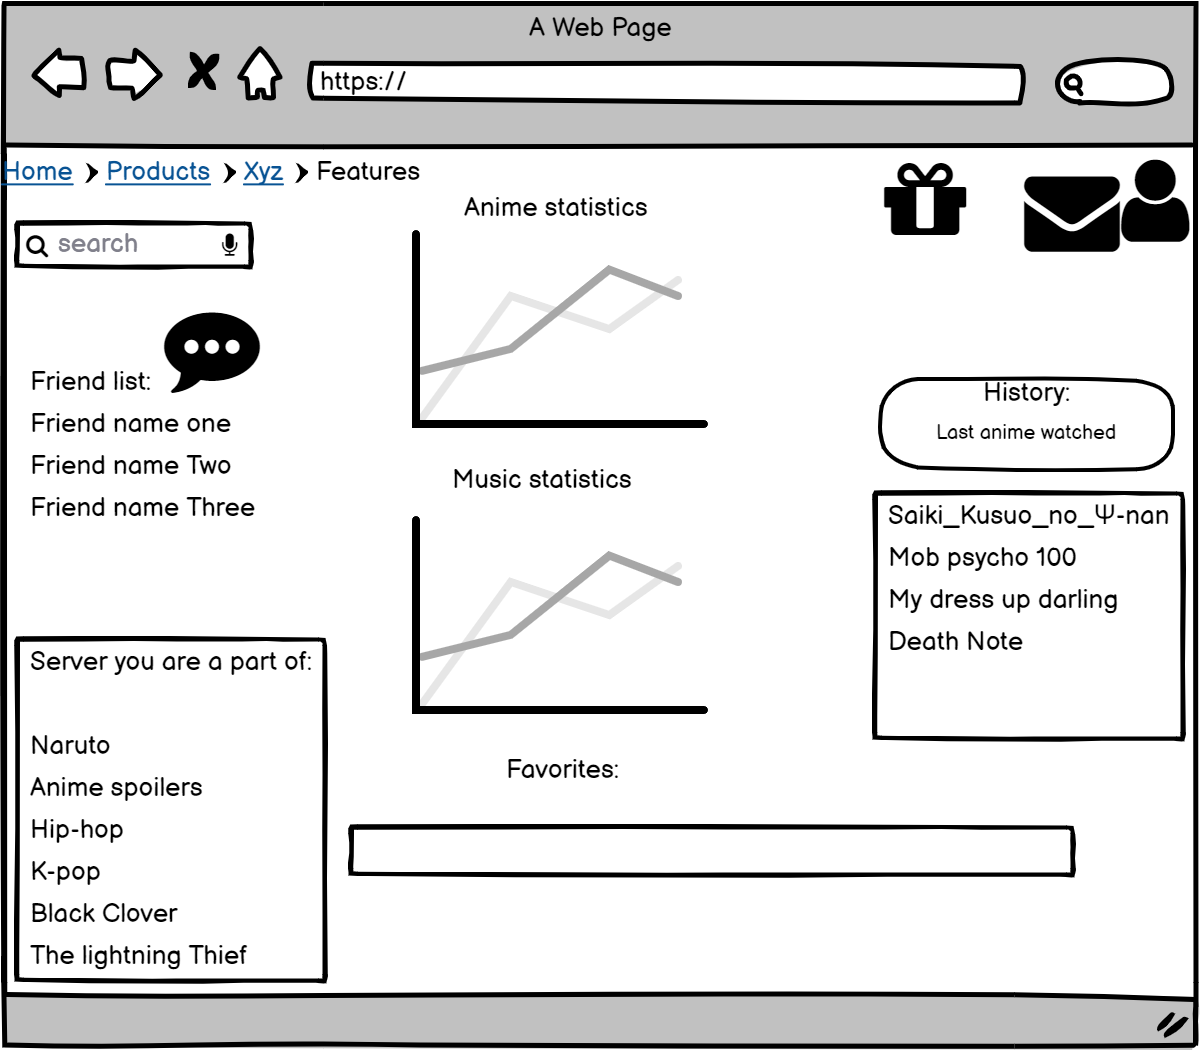 A Web Page
https://
Home Products Xyz Features
Anime statistics
search
Friend list:
Friend name one
Friend name Two
Friend name Three
History:
Last anime watched
Music statistics
Saiki_Kusuo_no_Ψ-nan
Mob psycho 100
My dress up darling
Death Note
Server you are a part of:
Naruto
Anime spoilers
Hip-hop
K-pop
Black Clover
The lightning Thief
Favorites: